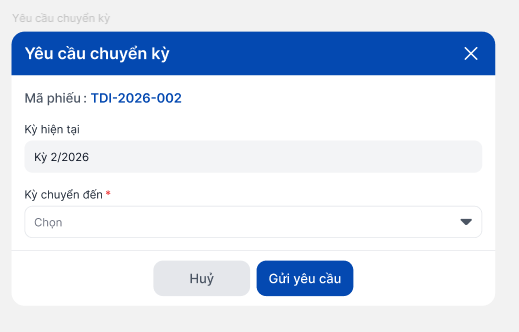 Yêu cầu chuyển kỳ
Yêu cầu chuyển kỳ
Mã phiếu : TDI-2026-002
Kỳ hiện tại
Kỳ 2/2026
Kỳ chuyển đến *
Chọn
Huỷ
Gửi yêu cầu